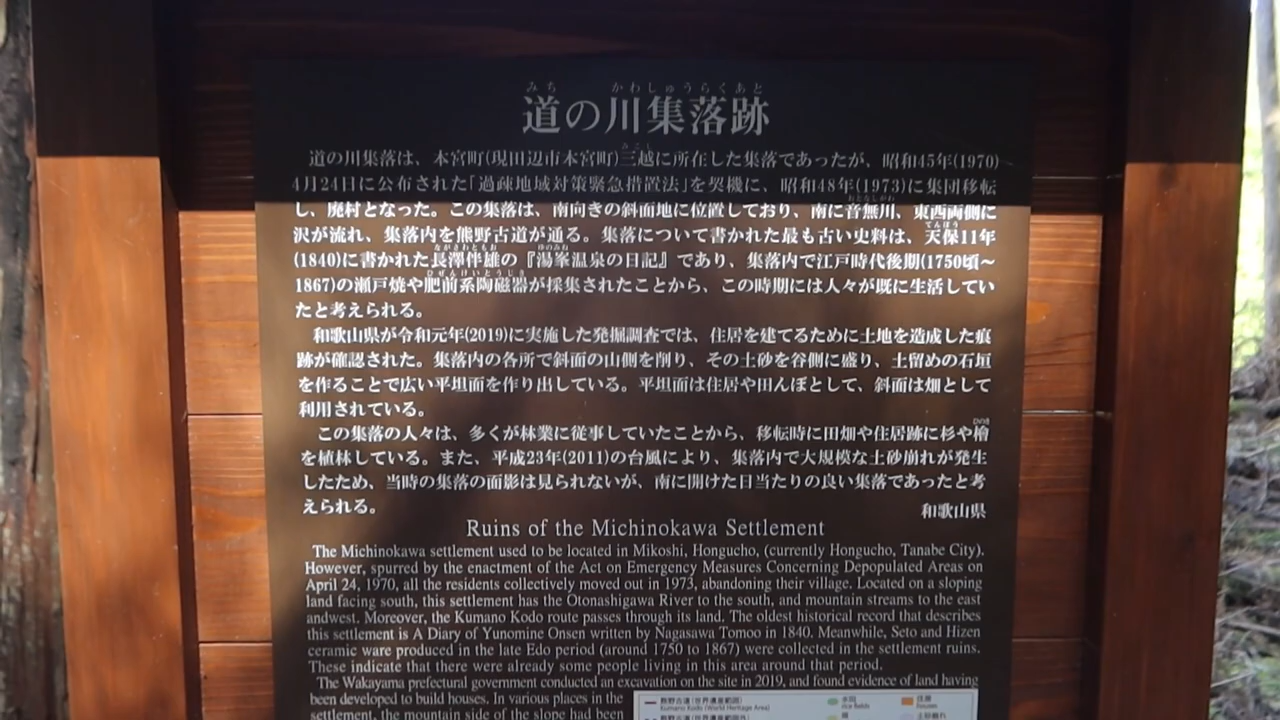 みち かわしゅうらくあと
道の川集落跡
道の川集落は、本宮町(現田辺市本宮町)三越に所在した集落であったが、昭和45年(1970)
4月24日に公布された「過疎地域対策緊急措置法」を契機に、昭和48年(1973)に集団移転
し、廃村となった。この集落は、南向きの斜面地に位置しており、南に音無川、東西両側に
沢が流れ、集落内を熊野古道が通る。集落について書かれた最も古い史料は、天保11年
(1840)に書かれた長澤伴雄の『湯峯温泉の日記』であり、集落内で江戸時代後期(1750頃～
1867)の瀬戸焼や肥前系陶磁器が採集されたことから、この時期には人々が既に生活してい
たと考えられる。
和歌山県が令和元年(2019)に実施した発掘調査では、住居を建てるために土地を造成した痕
跡が確認された。集落内の各所で斜面の山側を削り、その土砂を谷側に盛り、土留めの石垣
を作ることで広い平坦面を作り出している。平坦面は住居や田んぼとして、斜面は畑として
利用されている。
この集落の人々は、多くが林業に従事していたことから、移転時に田畑や住居跡に杉や檜
を植林している。また、平成23年(2011)の台風により、集落内で大規模な土砂崩れが発生
したため、当時の集落の面影は見られないが、南に開けた日当たりの良い集落であったと考
えられる。 和歌山県
Ruins of the Michinokawa Settlement
The Michinokawa settlement used to be located in Mikoshi, Hongucho, (currently Hongucho, Tanabe City).
However, spurred by the enactment of the Act on Emergency Measures Concerning Depopulated Areas on
April 24, 1970, all the residents collectively moved out in 1973, abandoning their village. Located on a sloping
land facing south, this settlement has the Otonashigawa River to the south, and mountain streams to the east
andwest. Moreover, the Kumano Kodo route passes through its land. The oldest historical record that describes
this settlement is A Diary of Yunomine Onsen written by Nagasawa Tomoo in 1840. Meanwhile, Seto and Hizen
ceramic ware produced in the late Edo period (around 1750 to 1867) were collected in the settlement ruins.
These indicate that there were already some people living in this area around that period.
The Wakayama prefectural government conducted an excavation on the site in 2019, and found evidence of land having
been developed to build houses. In various places in the
settlement, the mountain side of the slope had been
熊野古道(世界遺産範囲)
Kumano Kodo (World Heritage Area)
水田
rice fields
住居
houses